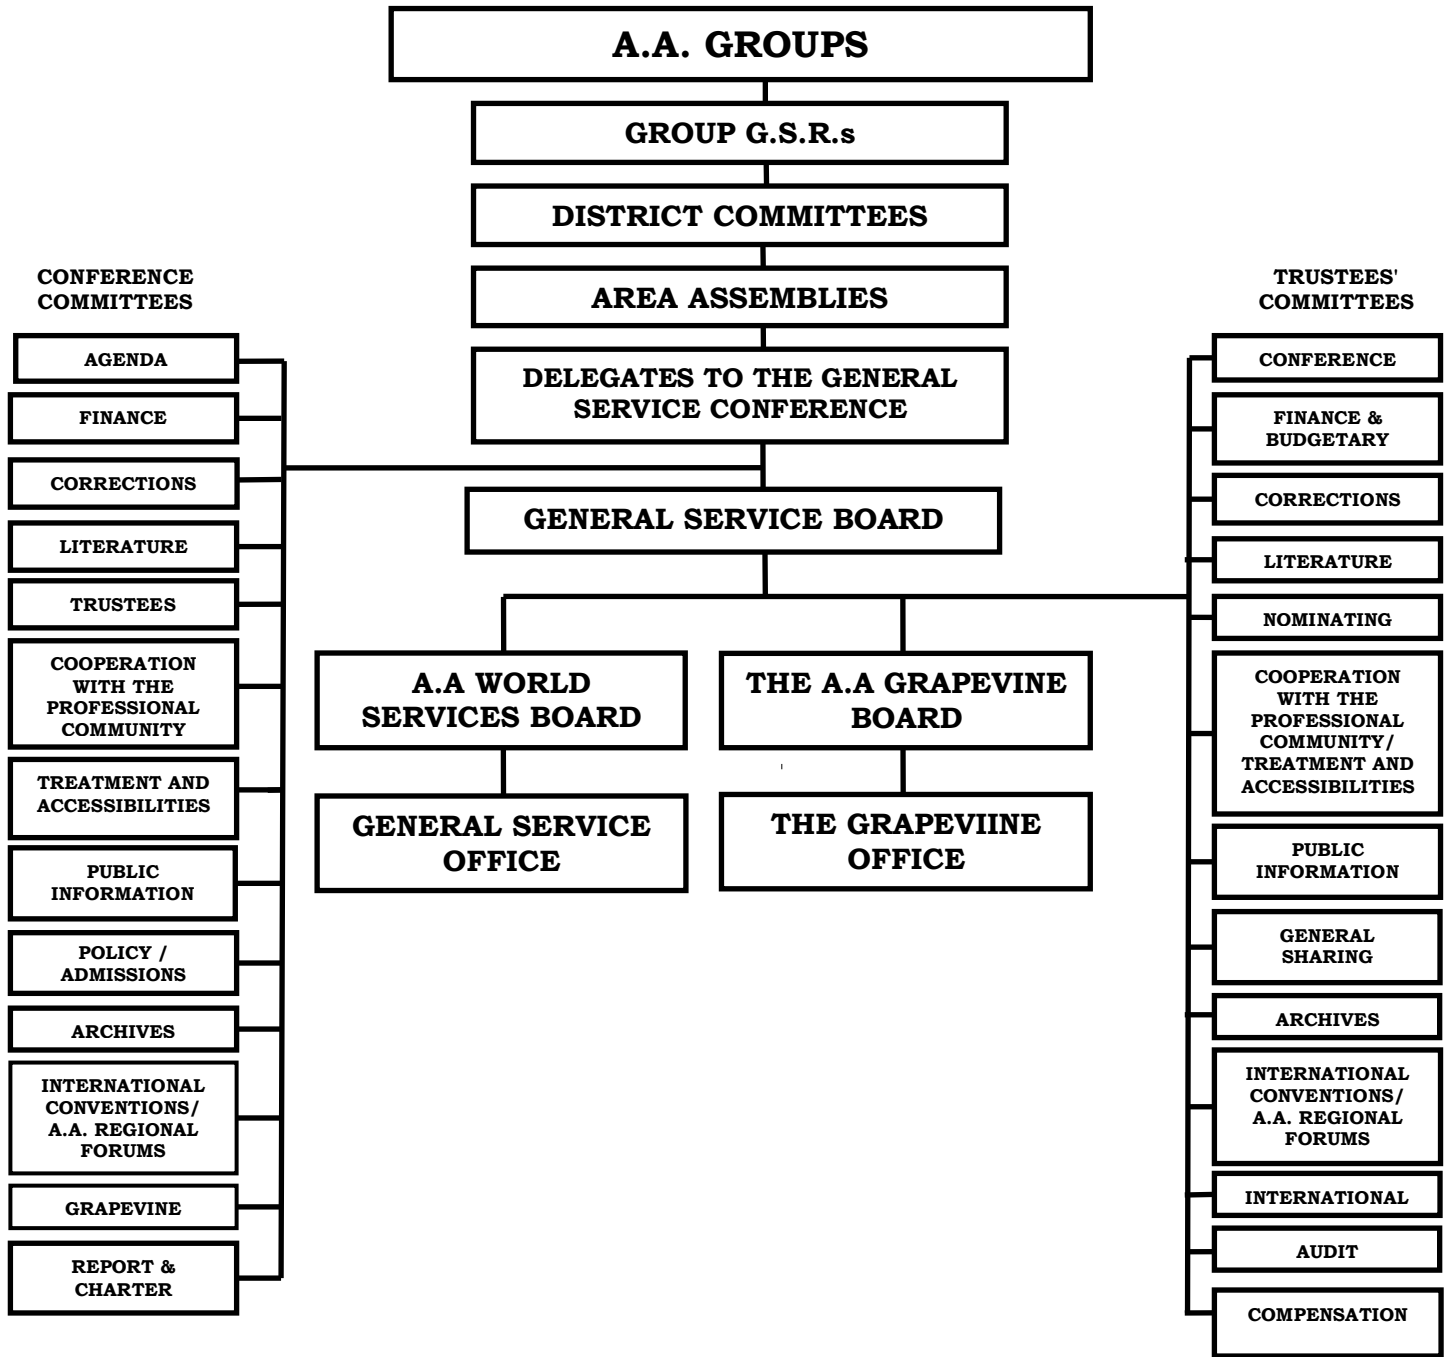 A.A. GROUPS
GROUP G.S.R.s
DISTRICT COMMITTEES
AREA ASSEMBLIES
DELEGATES TO THE GENERAL
SERVICE CONFERENCE
GENERAL SERVICE BOARD
A.A WORLD
SERVICES BOARD
THE A.A GRAPEVINE
BOARD
GENERAL SERVICE
OFFICE
THE GRAPEVIINE
OFFICE
CONFERENCE
COMMITTEES
AGENDA
FINANCE
CORRECTIONS
LITERATURE
TRUSTEES
COOPERATION
WITH THE
PROFESSIONAL
COMMUNITY
TREATMENT AND
ACCESSIBILITIES
PUBLIC
INFORMATION
POLICY /
ADMISSIONS
ARCHIVES
INTERNATIONAL
CONVENTIONS/
A.A. REGIONAL
FORUMS
GRAPEVINE
REPORT &
CHARTER
TRUSTEES'
COMMITTEES
CONFERENCE
FINANCE &
BUDGETARY
CORRECTIONS
LITERATURE
NOMINATING
COOPERATION
WITH THE
PROFESSIONAL
COMMUNITY/
TREATMENT AND
ACCESSIBILITIES
PUBLIC
INFORMATION
GENERAL
SHARING
ARCHIVES
INTERNATIONAL
CONVENTIONS/
A.A. REGIONAL
FORUMS
INTERNATIONAL
AUDIT
COMPENSATION